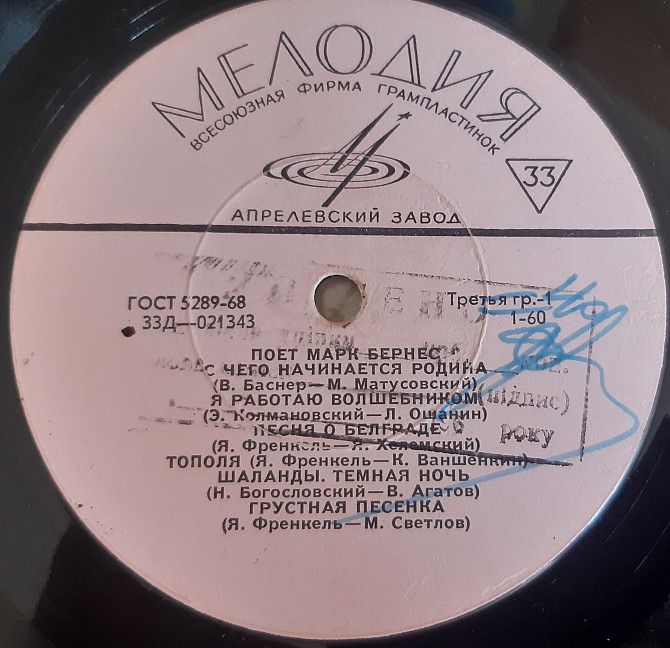 МЕЛОДИЯ
ВСЕСОЮЗНАЯ ФИРМА ГРАМПЛАСТИНОК
33
АПРЕЛЕВСКИЙ ЗАВОД
ГОСТ 5289-68
Третья гр.-1
33Д—021343
1-60
ПОЕТ МАРК БЕРНЕС
С ЧЕГО НАЧИНАЕТСЯ РОДИНА
(В. Баснер—М. Матусовский)
Я РАБОТАЮ ВОЛШЕБНИКОМ
(підпис)
(Э. Колмановский—Л. Ошанин)
ПЕСНЯ О БЕЛГРАДЕ
року
(Я. Френкель—Я. Хелемский)
ТОПОЛЯ (Я. Френкель—К. Ваншенкин)
ШАЛАНДЫ. ТЕМНАЯ НОЧЬ
(Н. Богословский—В. Агатов)
ГРУСТНАЯ ПЕСЕНКА
(Я. Френкель—М. Светлов)